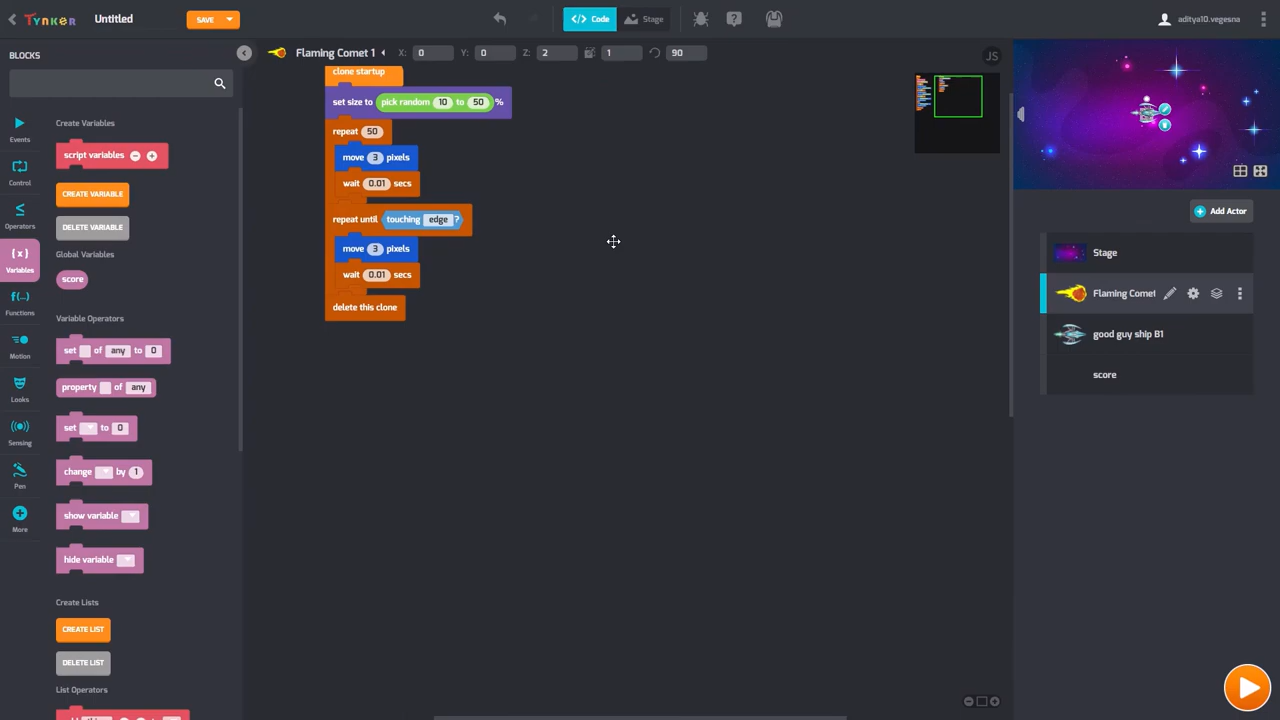 TYNKER Untitled SAVE Code Stage aditya10.vegesna
BLOCKS
Flaming Comet 1 X: 0 Y: 0 Z: 2 1 90
JS
Events
Control
Operators
(x)
Variables
f(...)
Functions
Motion
Looks
Sensing
Pen
More
Create Variables
script variables
CREATE VARIABLE
DELETE VARIABLE
Global Variables
score
Variable Operators
set of any to 0
property of any
set to 0
change by 1
show variable
hide variable
Create Lists
CREATE LIST
DELETE LIST
List Operators
clone startup
set size to pick random 10 to 50 %
repeat 50
move 3 pixels
wait 0.01 secs
repeat until touching edge ?
move 3 pixels
wait 0.01 secs
delete this clone
Add Actor
Stage
Flaming Comet
good guy ship B1
score